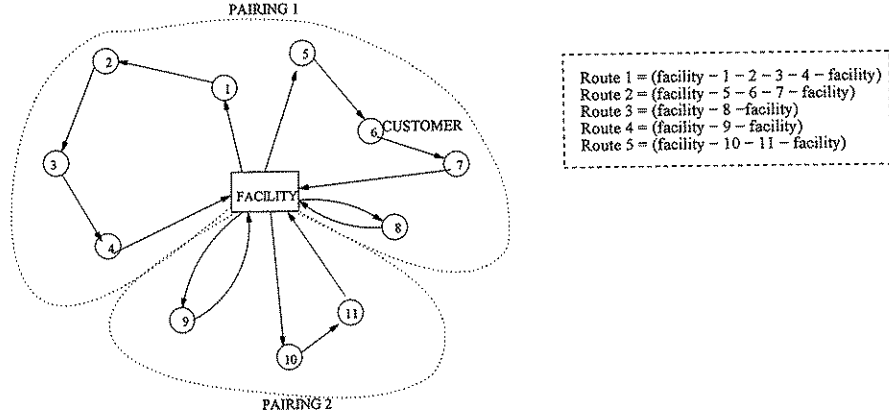 PAIRING 1
5
2
1
6
CUSTOMER
3
7
FACILITY
8
4
9
11
10
PAIRING 2
Route 1 = (facility − 1 − 2 − 3 − 4 − facility)
Route 2 = (facility − 5 − 6 − 7 − facility)
Route 3 = (facility − 8 −facility)
Route 4 = (facility − 9 − facility)
Route 5 = (facility − 10 − 11 − facility)